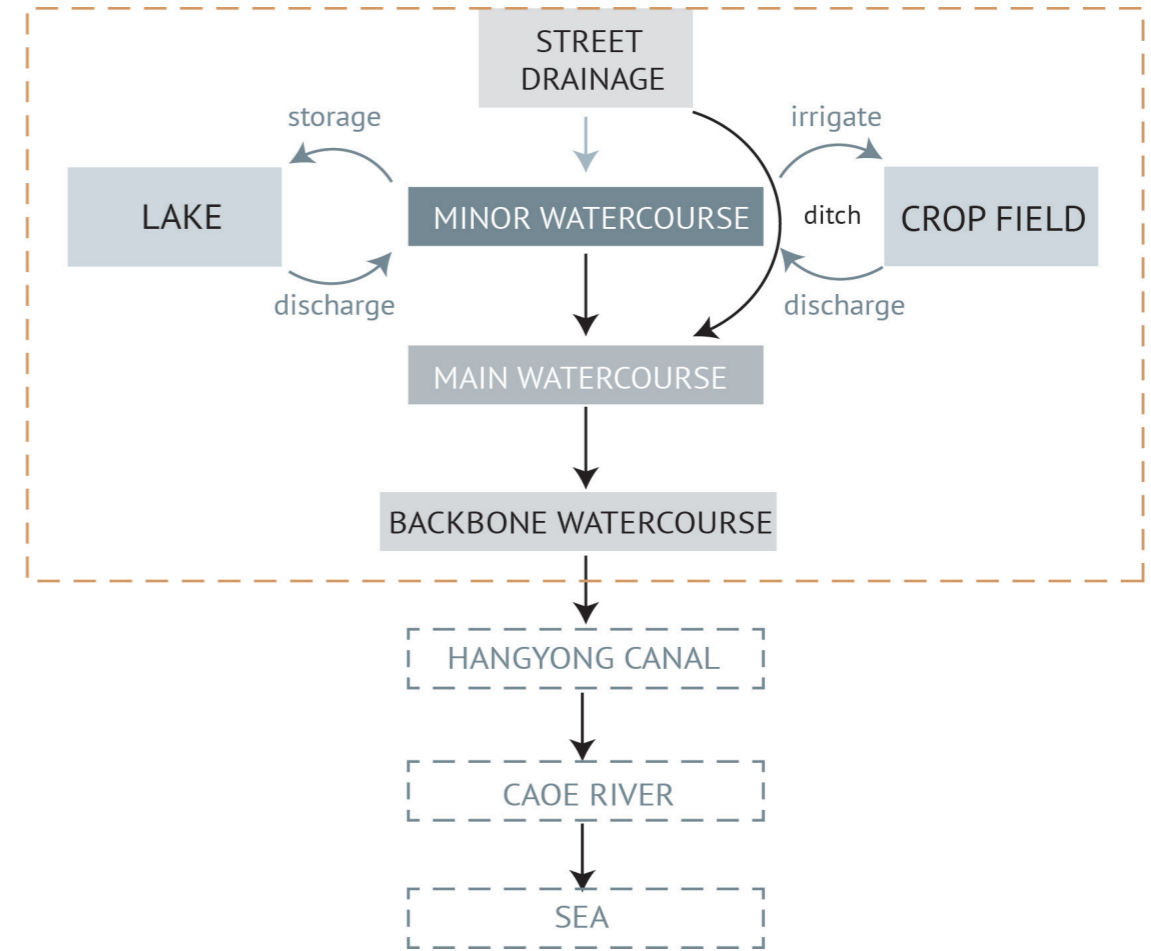 STREET
DRAINAGE
storage
irrigate
LAKE
MINOR WATERCOURSE
ditch
CROP FIELD
discharge
discharge
MAIN WATERCOURSE
BACKBONE WATERCOURSE
HANGYONG CANAL
CAOE RIVER
SEA